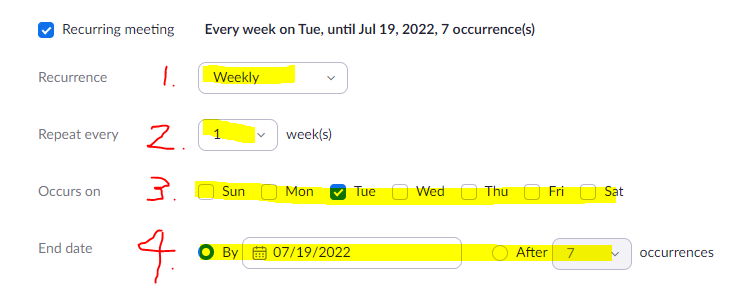 Recurring meeting Every week on Tue, until Jul 19, 2022, 7 occurrence(s)
Recurrence 1. Weekly
Repeat every 2. 1 week(s)
Occurs on 3. Sun Mon Tue Wed Thu Fri Sat
End date 4. By 07/19/2022 After 7 occurrences